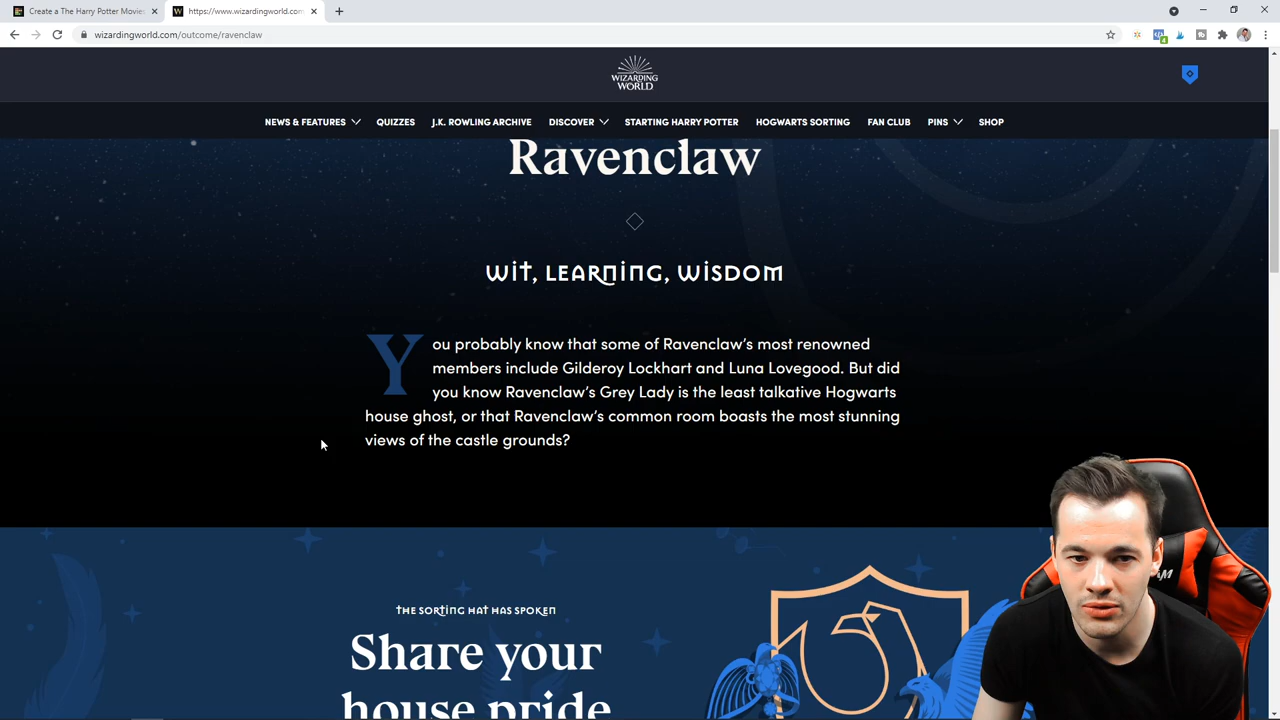 Create a The Harry Potter Movies
https://www.wizardingworld.com
wizardingworld.com/outcome/ravenclaw
WIZARDING
WORLD
NEWS & FEATURES
QUIZZES
J.K. ROWLING ARCHIVE
DISCOVER
STARTING HARRY POTTER
HOGWARTS SORTING
FAN CLUB
PINS
SHOP
Ravenclaw
WIT, LEARNING, WISDOM
You probably know that some of Ravenclaw's most renowned
members include Gilderoy Lockhart and Luna Lovegood. But did
you know Ravenclaw's Grey Lady is the least talkative Hogwarts
house ghost, or that Ravenclaw's common room boasts the most stunning
views of the castle grounds?
THE SORTING HAT HAS SPOKEN
Share your
house pride